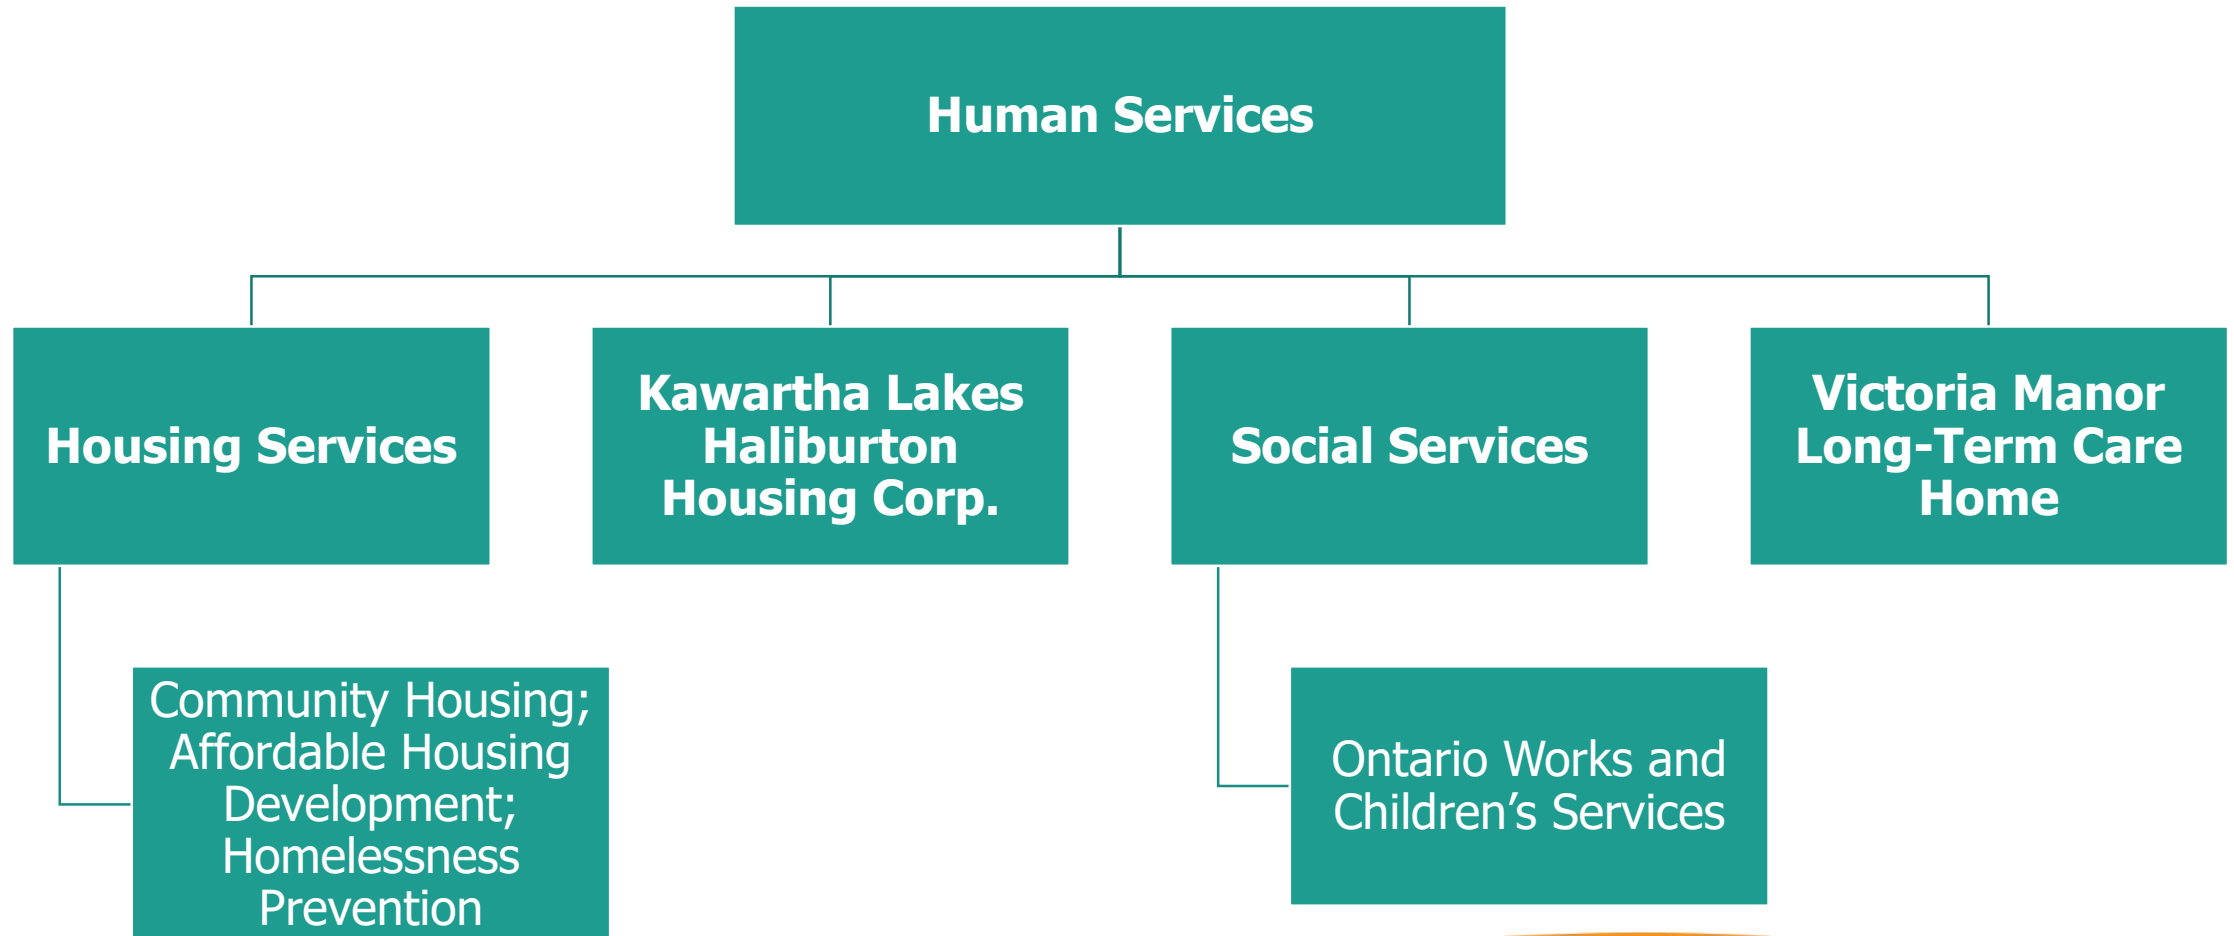 Human Services
Housing Services
Kawartha Lakes
Haliburton
Housing Corp.
Social Services
Victoria Manor
Long-Term Care
Home
Community Housing;
Affordable Housing
Development;
Homelessness
Prevention
Ontario Works and
Children’s Services